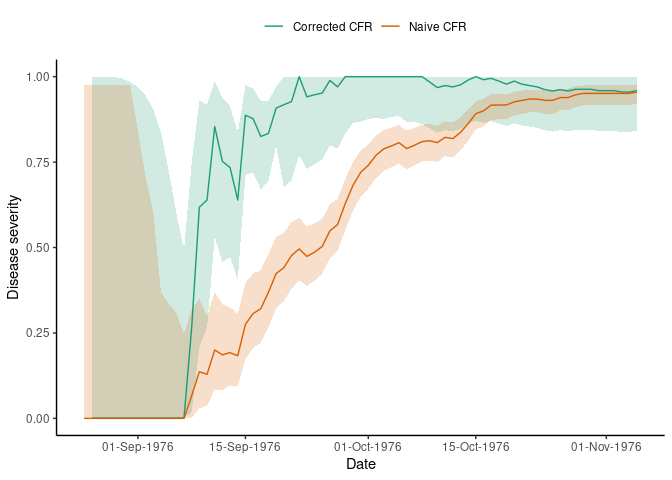 Corrected CFR Naive CFR
1.00
0.75
0.50
0.25
0.00
Disease severity
01-Sep-1976 15-Sep-1976 01-Oct-1976 15-Oct-1976 01-Nov-1976
Date